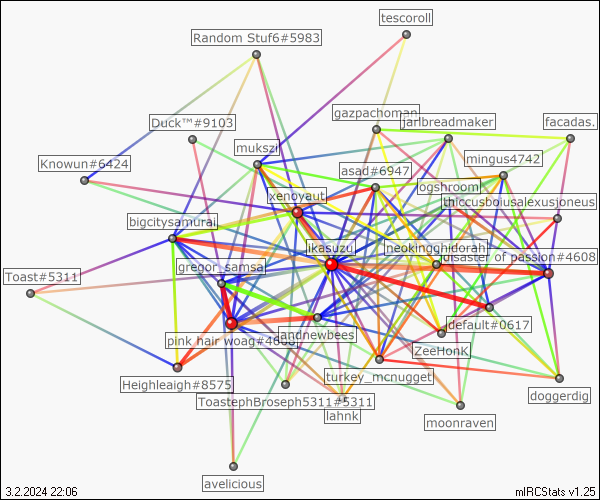 tescoroll
Random Stuf6#5983
gazpachoman
Duck™#9103
jarlbreadmaker
facadas.
mukszi
mingus4742
Knowun#6424
asad#6947
ogshroom
xenoyaut
thiccusboiusalexusjoneus
bigcitysamurai
ikasuzu
neokingghidorah
disaster of passion#4608
gregor_samsa
Toast#5311
default#0617
landnewbees
pink hair woag#4688
ZeeHonk
turkey_mcnugget
Heighleaigh#8575
doggerdig
ToastephBroseph5311#5311
lahnk
moonraven
avelicious
3.2.2024 22:06
mIRCStats v1.25